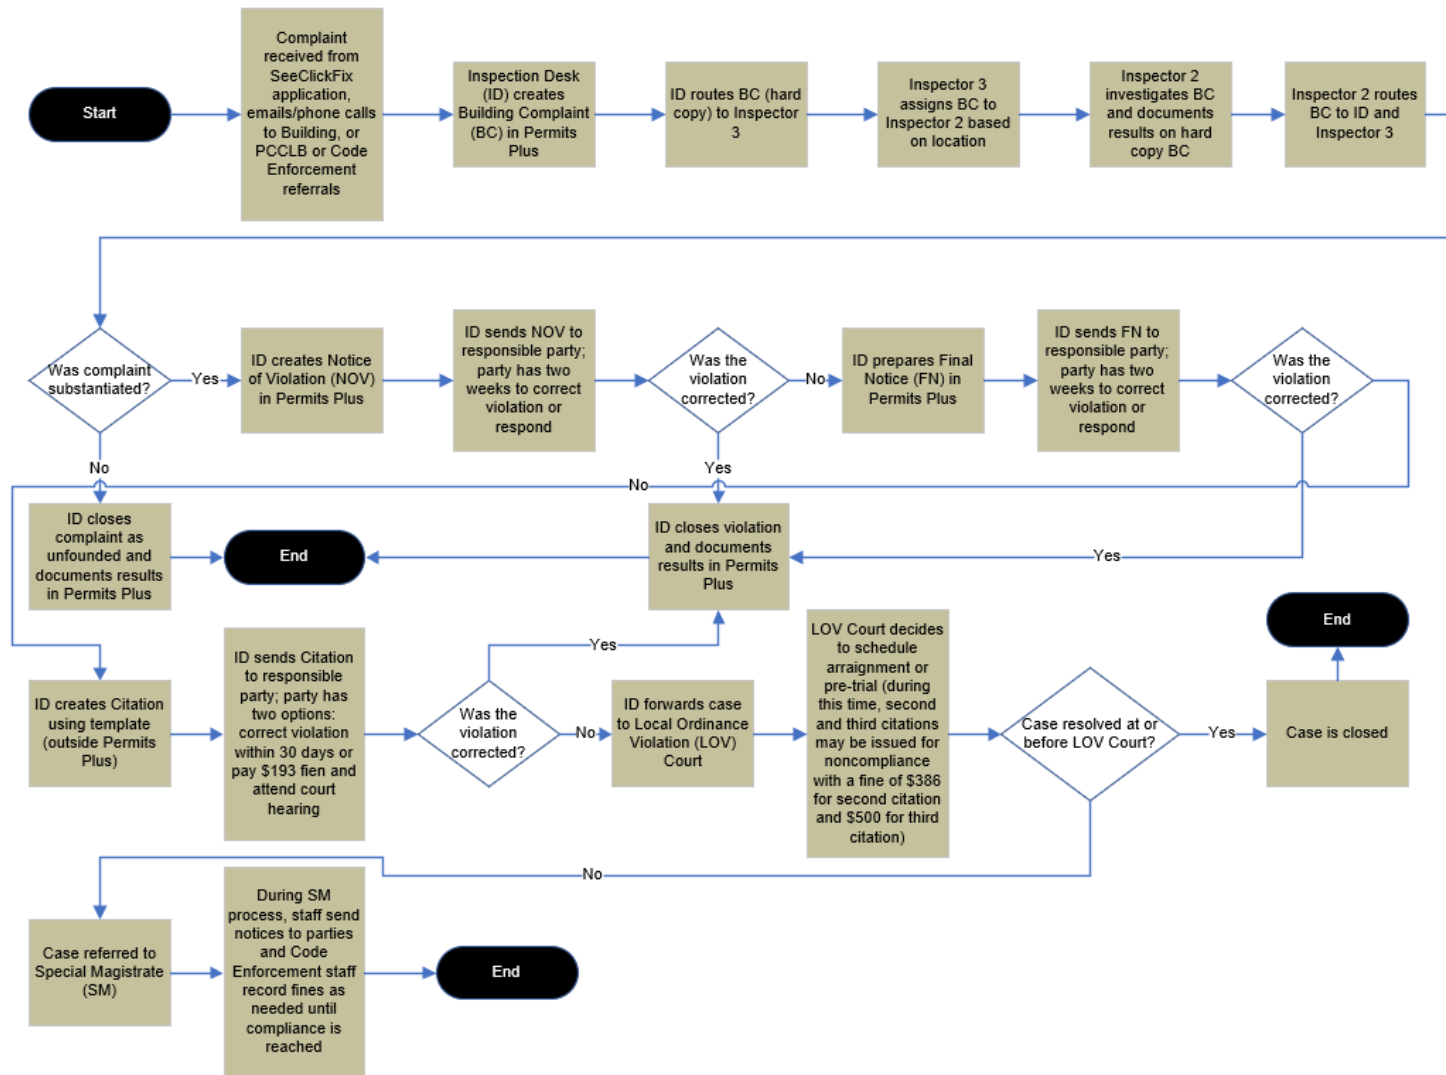 Start
Complaint
received from
SeeClickFix
application,
emails/phone calls
to Building, or
PCCLB or Code
Enforcement
referrals
Inspection Desk
(ID) creates
Building Complaint
(BC) in Permits
Plus
ID routes BC (hard
copy) to Inspector
3
Inspector 3
assigns BC to
Inspector 2 based
on location
Inspector 2
investigates BC
and documents
results on hard
copy BC
Inspector 2 routes
BC to ID and
Inspector 3
Was complaint
substantiated?
Yes
ID creates Notice
of Violation (NOV)
in Permits Plus
ID sends NOV to
responsible party;
party has two
weeks to correct
violation or
respond
Was the
violation
corrected?
No
ID prepares Final
Notice (FN) in
Permits Plus
ID sends FN to
responsible party;
party has two
weeks to correct
violation or
respond
Was the
violation
corrected?
No
Yes
No
ID closes
complaint as
unfounded and
documents results
in Permits Plus
End
ID closes violation
and documents
results in Permits
Plus
Yes
ID creates Citation
using template
(outside Permits
Plus)
ID sends Citation
to responsible
party; party has
two options:
correct violation
within 30 days or
pay $193 fien and
attend court
hearing
Was the
violation
corrected?
Yes
No
ID forwards case
to Local Ordinance
Violation (LOV)
Court
LOV Court decides
to schedule
arraignment or
pre-trial (during
this time, second
and third citations
may be issued for
noncompliance
with a fine of $386
for second citation
and $500 for third
citation)
Case resolved at or
before LOV Court?
Yes
Case is closed
End
No
Case referred to
Special Magistrate
(SM)
During SM
process, staff send
notices to parties
and Code
Enforcement staff
record fines as
needed until
compliance is
reached
End